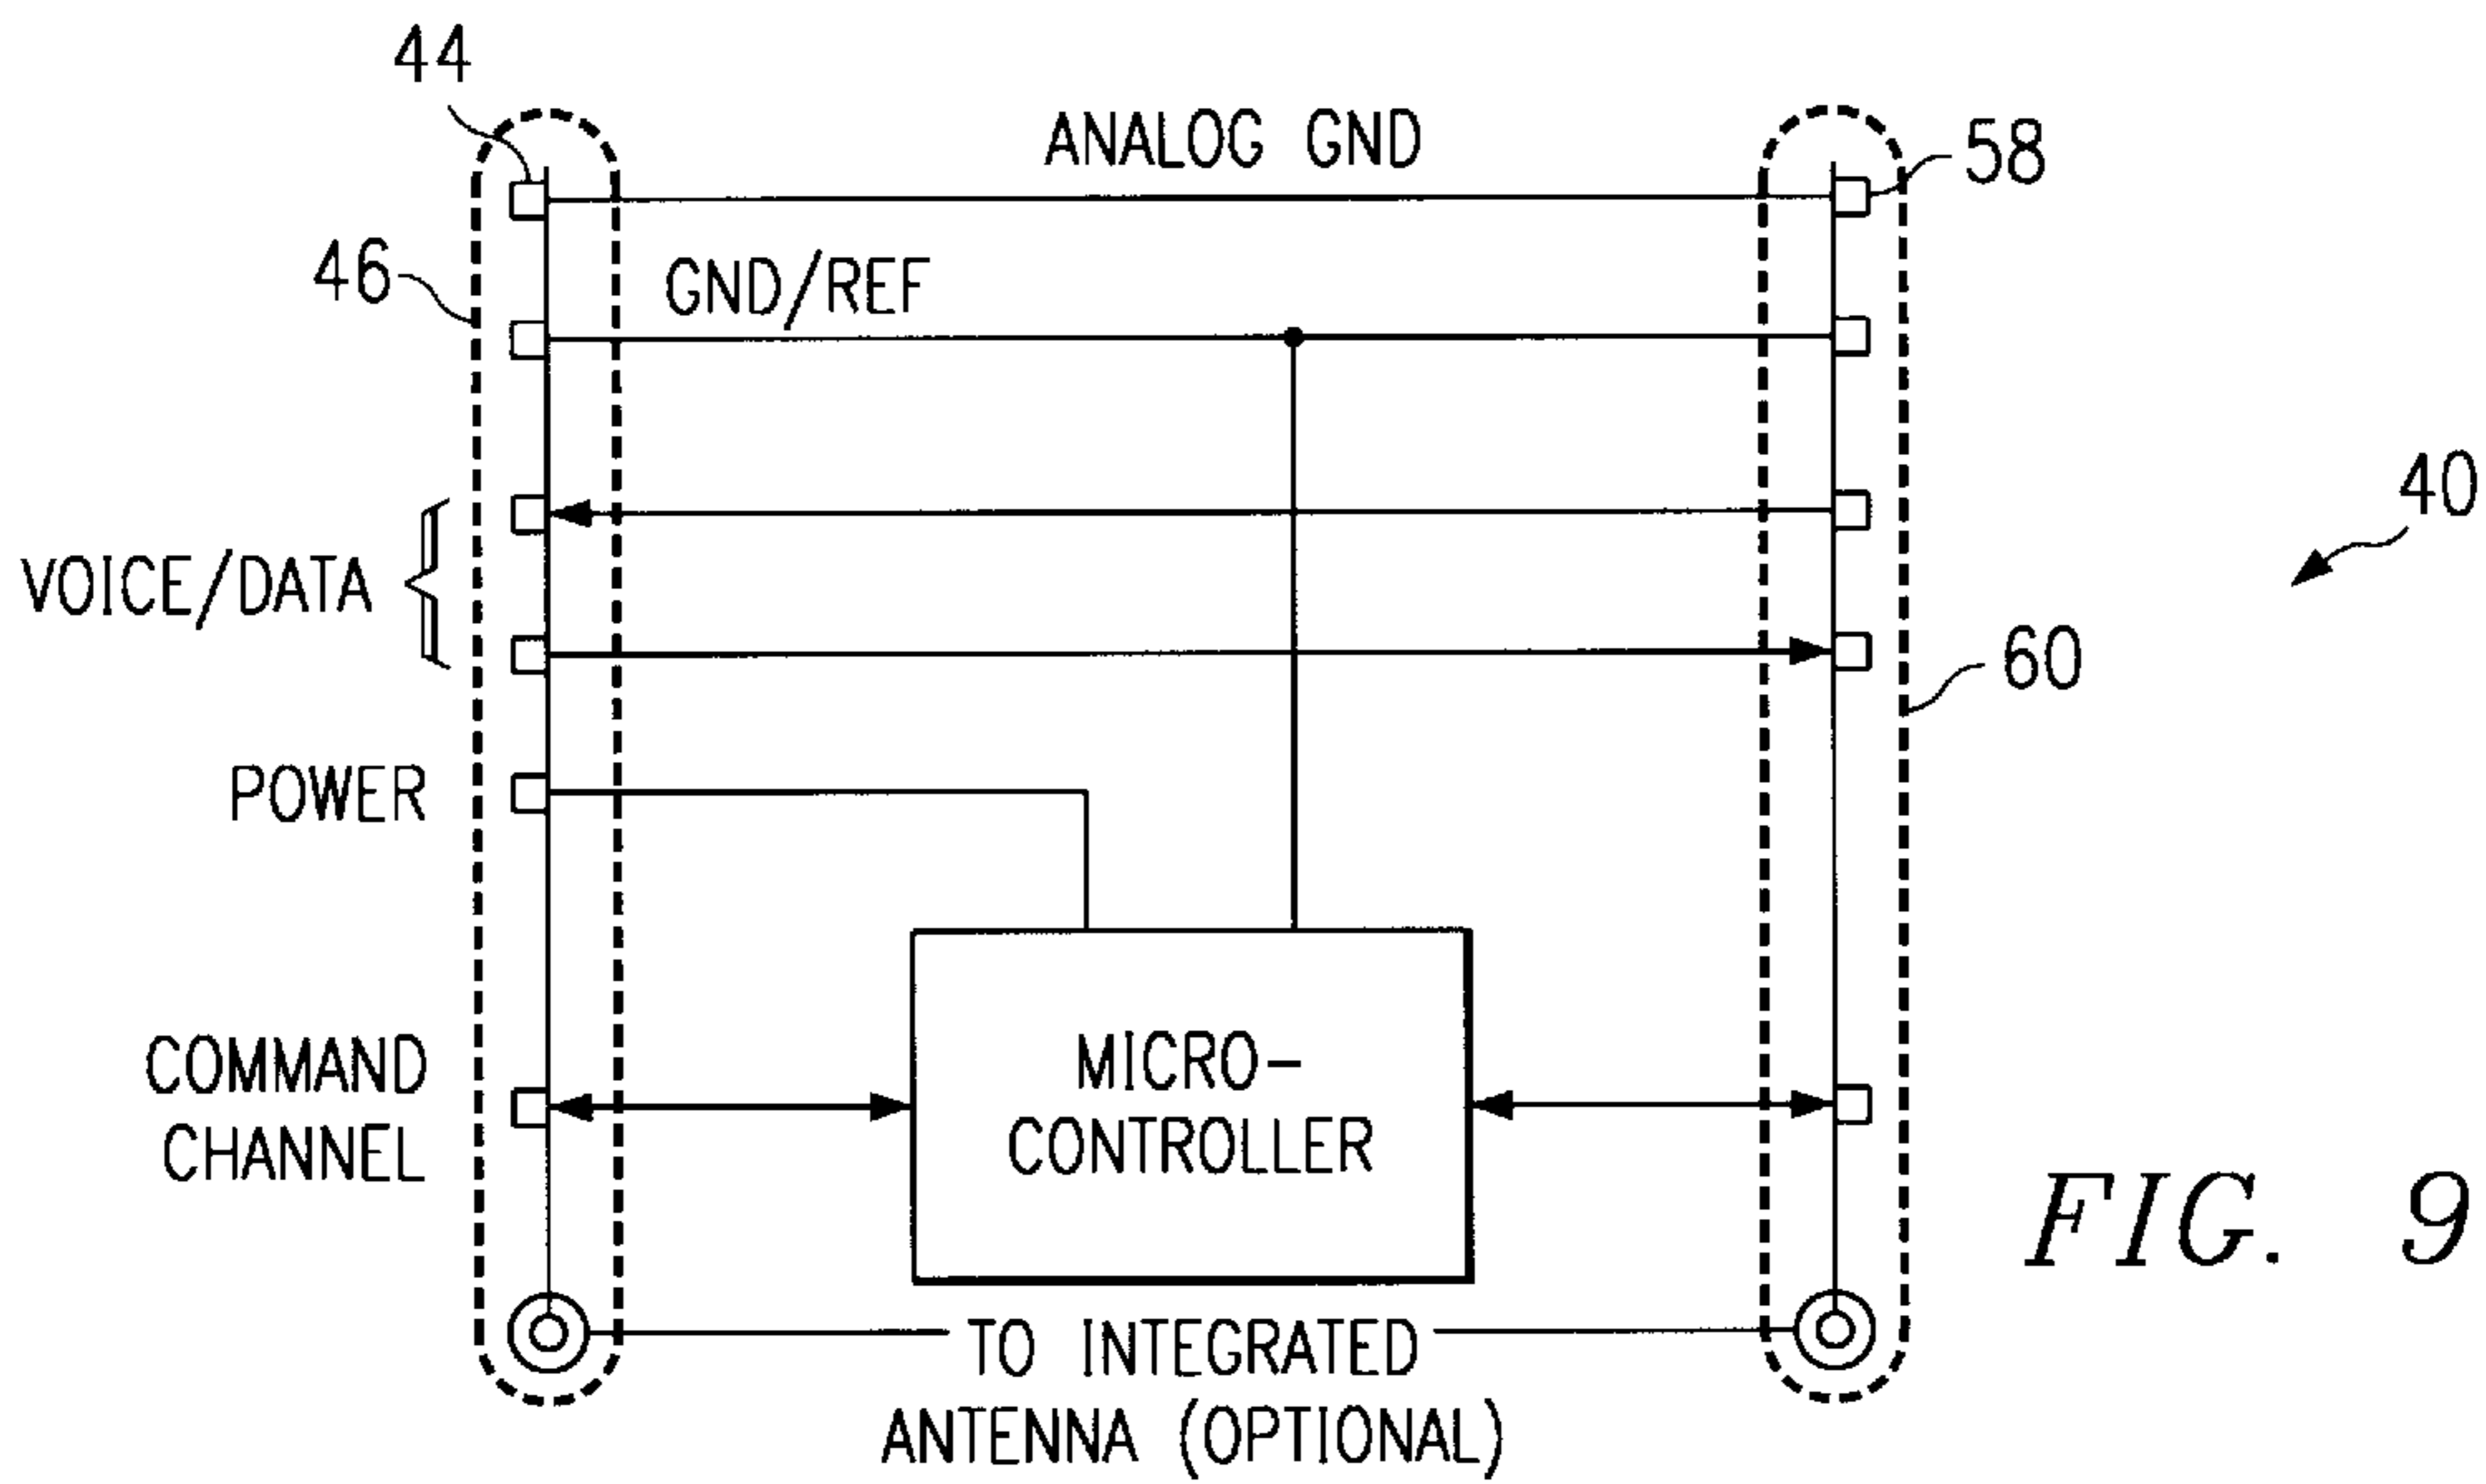 44
ANALOG GND
58
46
GND/REF
40
VOICE/DATA
60
POWER
COMMAND
CHANNEL
MICRO-
CONTROLLER
FIG. 9
TO INTEGRATED
ANTENNA (OPTIONAL)